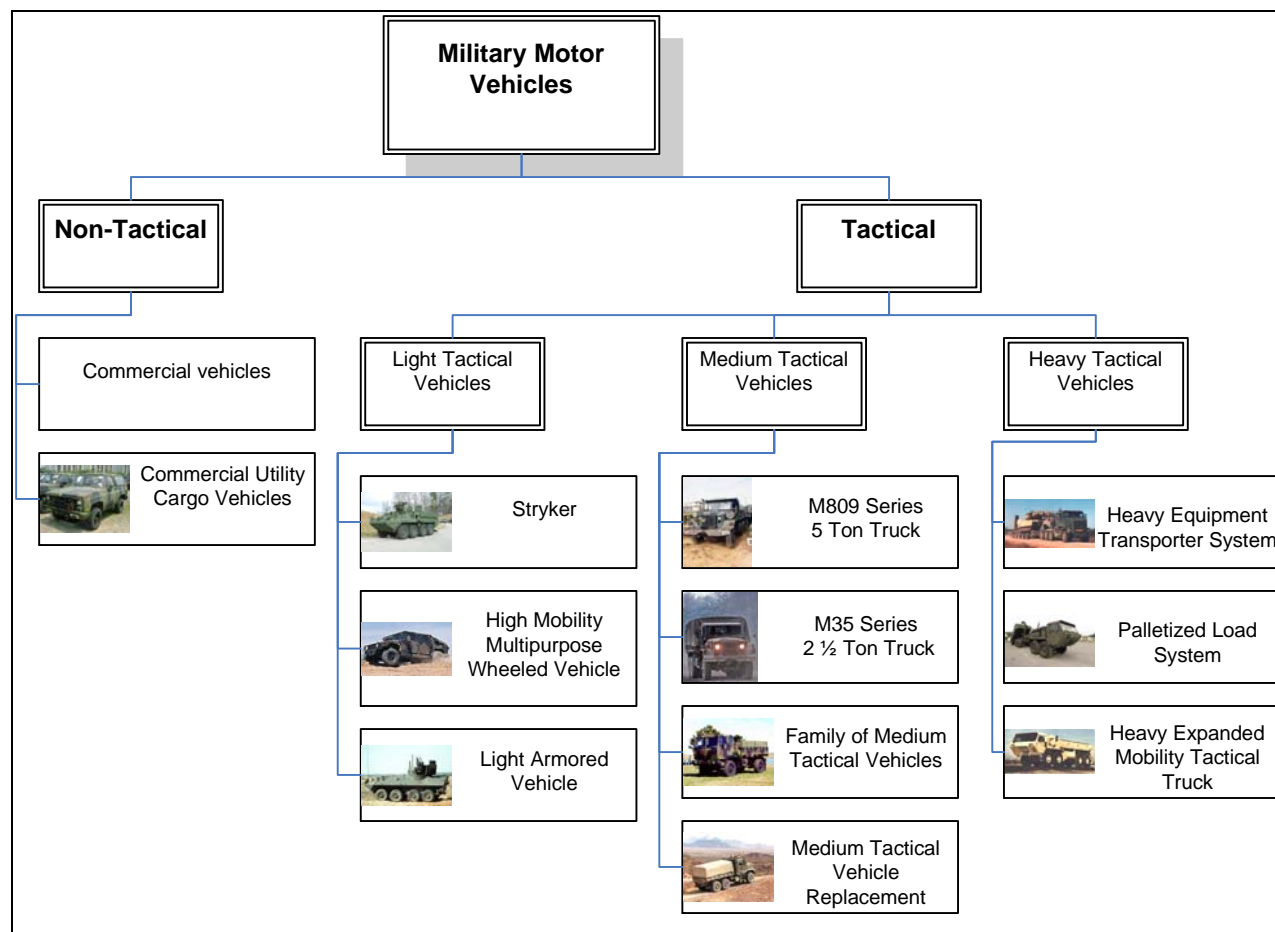 Military Motor
Vehicles
Non-Tactical
Tactical
Commercial vehicles
Commercial Utility
Cargo Vehicles
Light Tactical
Vehicles
Stryker
High Mobility
Multipurpose
Wheeled Vehicle
Light Armored
Vehicle
Medium Tactical
Vehicles
M809 Series
5 Ton Truck
M35 Series
2 ½ Ton Truck
Family of Medium
Tactical Vehicles
Medium Tactical
Vehicle
Replacement
Heavy Tactical
Vehicles
Heavy Equipment
Transporter System
Palletized Load
System
Heavy Expanded
Mobility Tactical
Truck